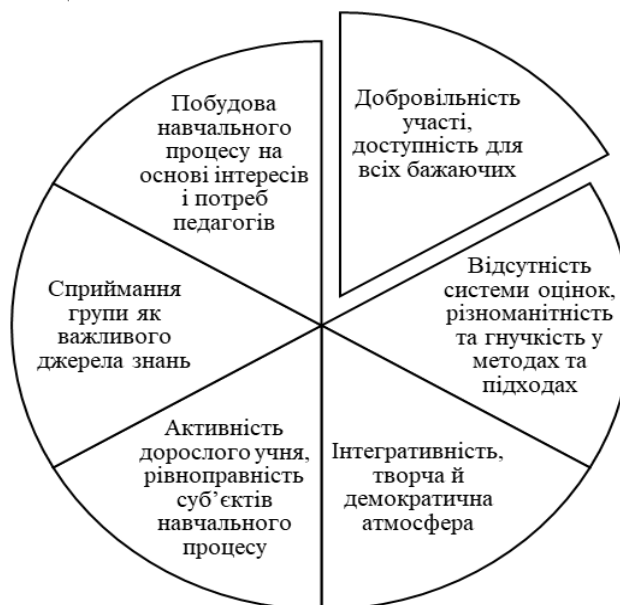 Добровільність
участі,
доступність для
всіх бажаючих
Відсутність
системи оцінок,
різноманітність
та гнучкість у
методах та
підходах
Інтегративність,
творча й
демократична
атмосфера
Активність
дорослого учня,
рівноправність
суб’єктів
навчального
процесу
Сприймання
групи як
важливого
джерела знань
Побудова
навчального
процесу на
основі інтересів
і потреб
педагогів